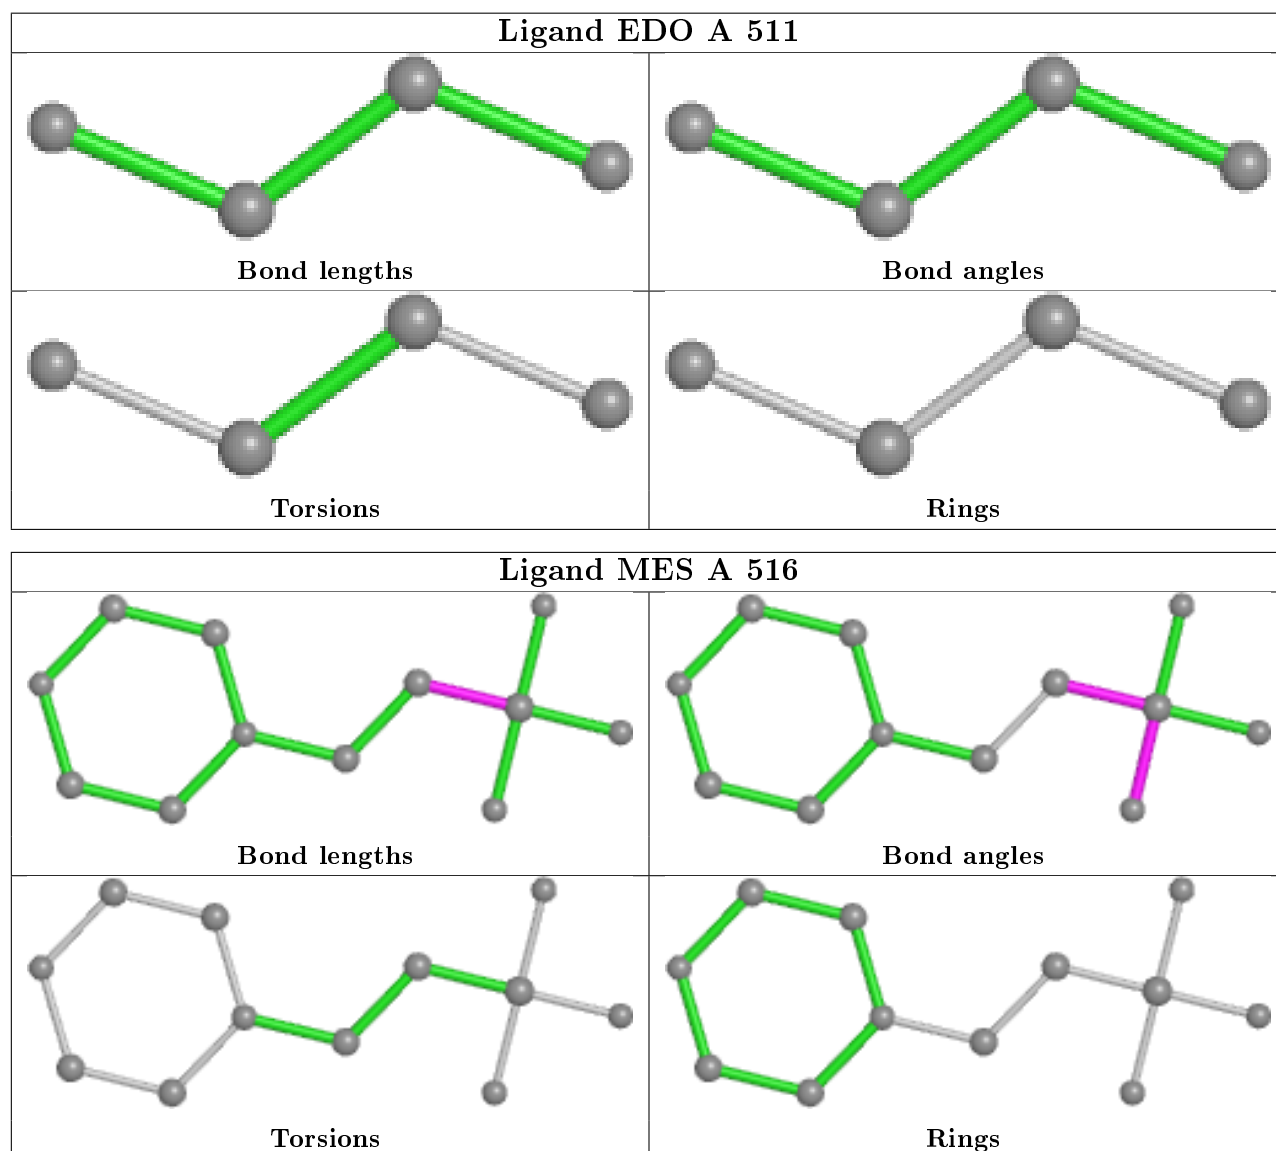 Ligand EDO A 511
Bond lengths
Bond angles
Torsions
Rings
Ligand MES A 516
Bond lengths
Bond angles
Torsions
Rings